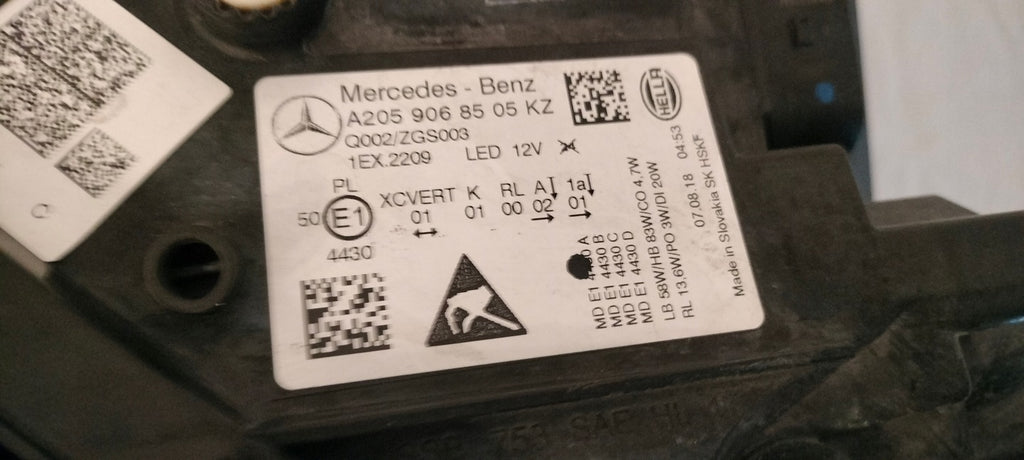 Mercedes - Benz
A205 906 85 05 KZ
Q002/ZGS003
1EX.2209 LED 12V
HELLA
PL
50 E1 XCVERT K RL A 1a
01 01 00 02 01
4430
MD E1 4430 A
MD E1 4430 B
MD E1 4430 C
MD E1 4430 D
MD E1 4430 D
LB 58W/HB 83W/CO 4.7W
RL 13.6W/PO 3W/DI 20W
07.08.18 04:53
Made in Slovakia SK HSKF